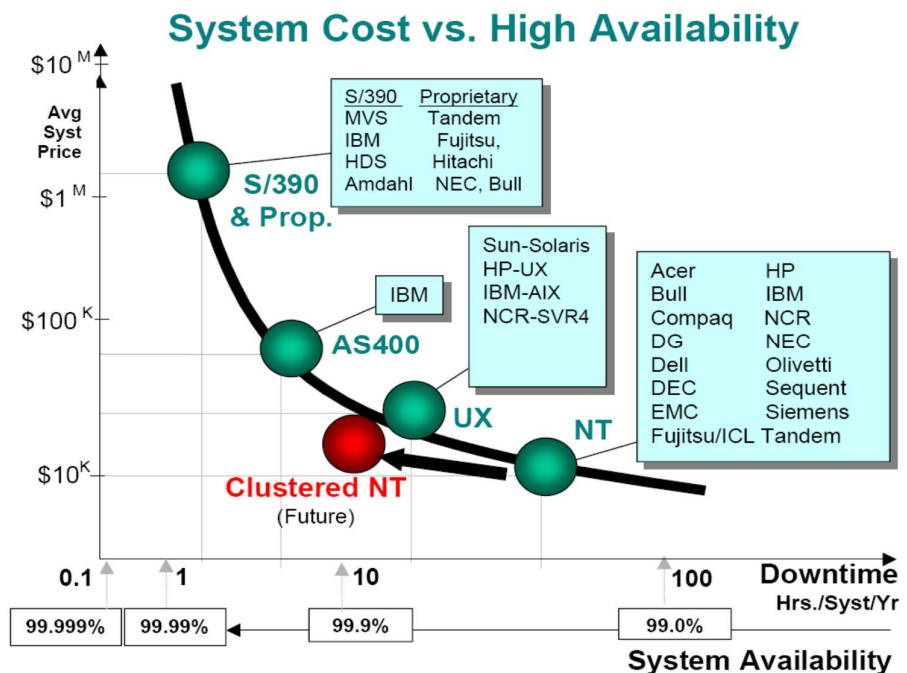 System Cost vs. High Availability
$10 M
Avg
Syst
Price
$1 M
$100 K
$10 K
S/390 Proprietary
MVS Tandem
IBM Fujitsu,
HDS Hitachi
Amdahl NEC, Bull
S/390
& Prop.
IBM
AS400
Sun-Solaris
HP-UX
IBM-AIX
NCR-SVR4
UX
Acer HP
Bull IBM
Compaq NCR
DG NEC
Dell Olivetti
DEC Sequent
EMC Siemens
Fujitsu/ICL Tandem
NT
Clustered NT
(Future)
0.1 1 10 100 Downtime
Hrs./Syst/Yr
99.999% 99.99% 99.9% 99.0%
System Availability